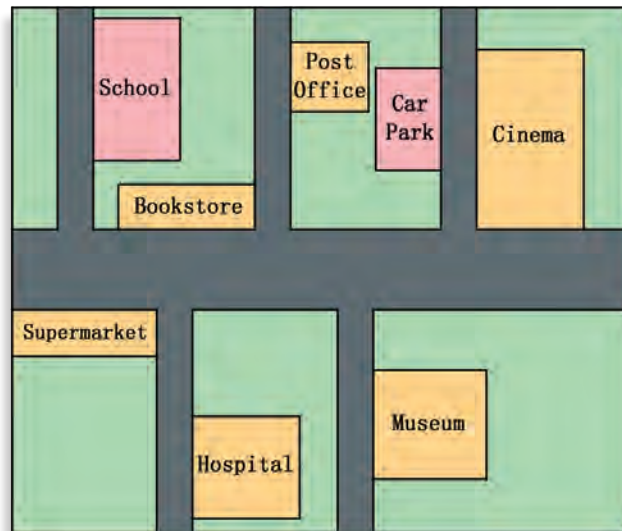 School
Post
Office
Car
Park
Cinema
Bookstore
Supermarket
Museum
Hospital